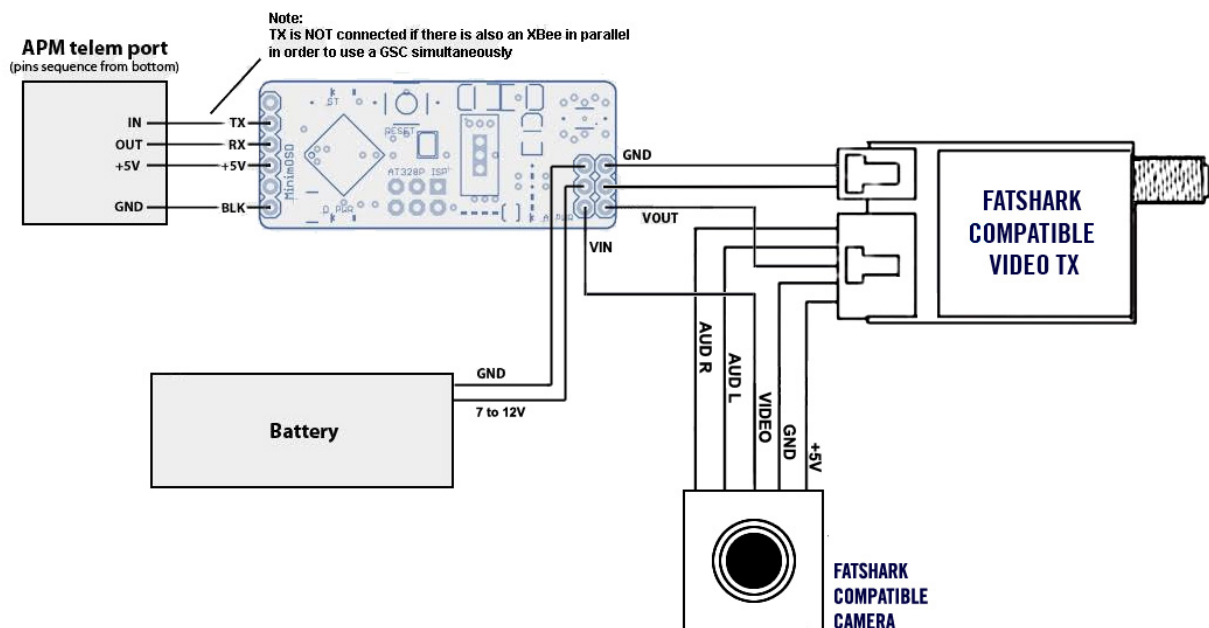 Note:
TX is NOT connected if there is also an XBee in parallel
in order to use a GSC simultaneously
APM telem port
(pins sequence from bottom)
IN
TX
OUT
RX
+5V
+5V
GND
BLK
MinimOSD
ST
RESET
AT328P ISP
GND
VOUT
VIN
FATSHARK
COMPATIBLE
VIDEO TX
AUD R
AUD L
VIDEO
GND
+5V
GND
7 to 12V
Battery
FATSHARK
COMPATIBLE
CAMERA